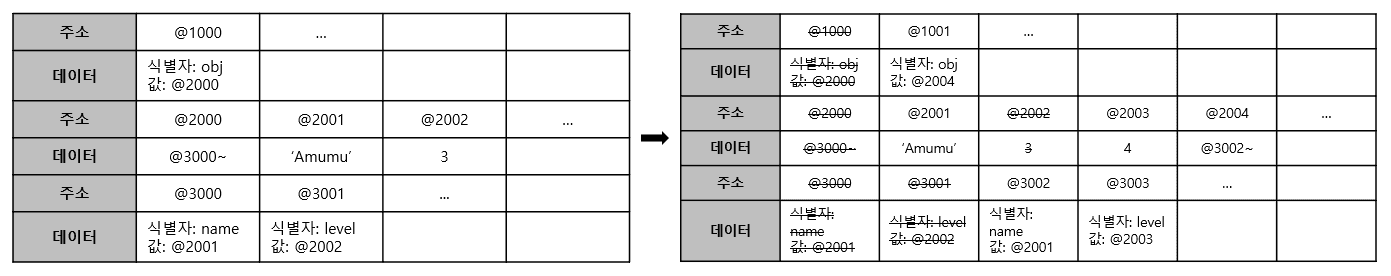 주소 @1000 ...
데이터 식별자: obj
값: @2000
주소 @2000 @2001 @2002 ...
데이터 @3000~ ‘Amumu’ 3
주소 @3000 @3001 ...
데이터 식별자: name 식별자: level
값: @2001 값: @2002
주소 @1000 @1001 ...
데이터 식별자: obj 식별자: obj
값: @2000 값: @2004
주소 @2000 @2001 @2002 @2003 @2004 ...
데이터 @3000~ ‘Amumu’ 3 4 @3002~
주소 @3000 @3001 @3002 @3003 ...
데이터 식별자: name 식별자: level 식별자: name 식별자: level
값: @2001 값: @2002 값: @2001 값: @2003